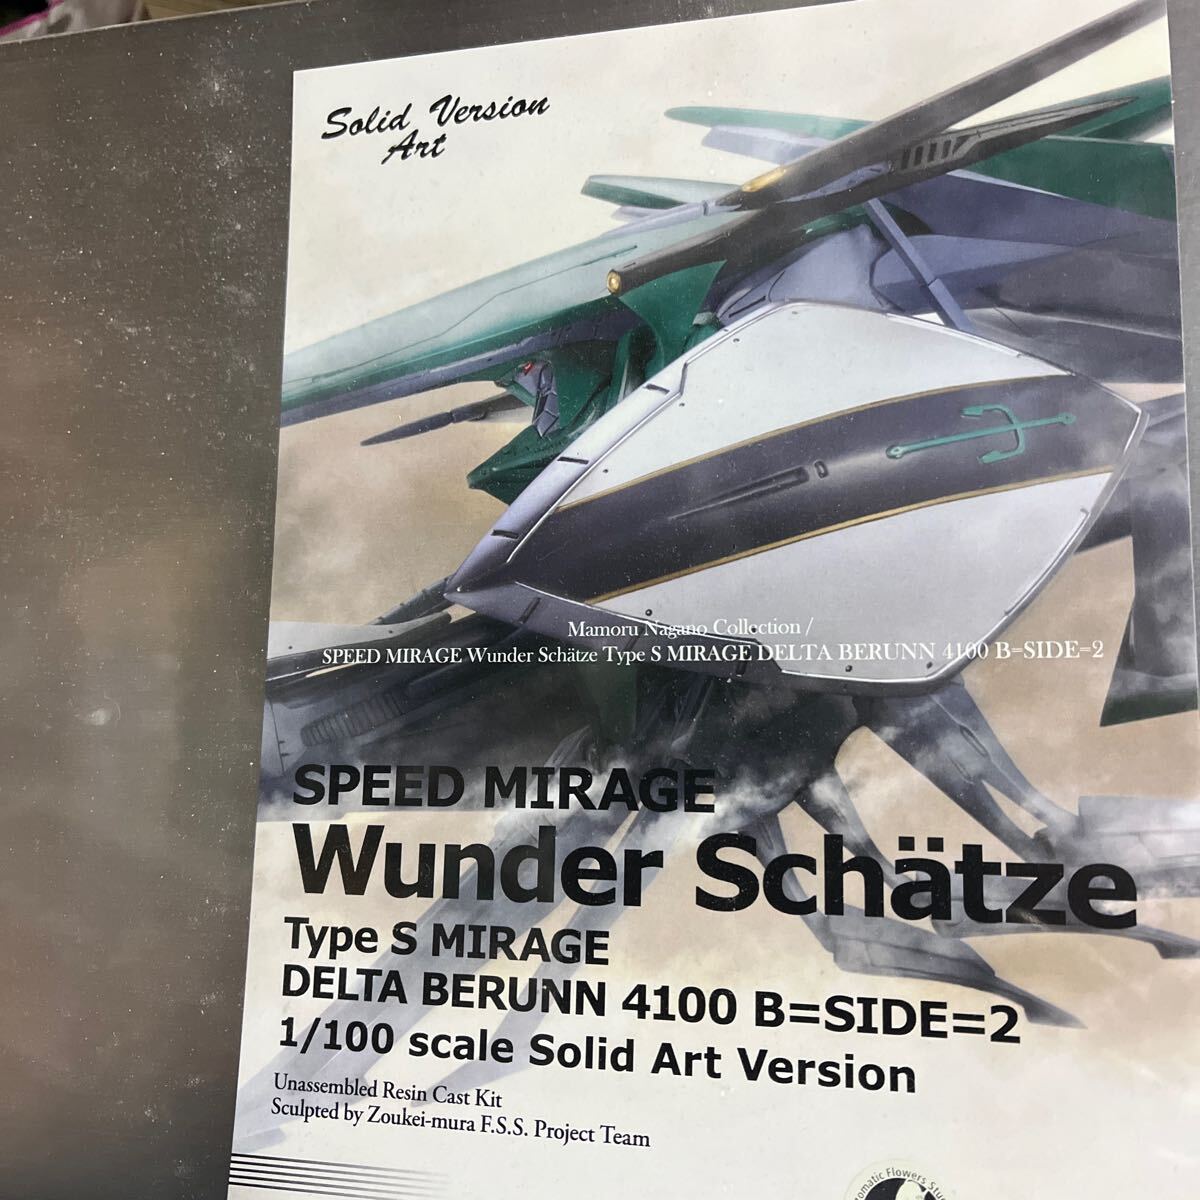 Solid Version
Art
Mamoru Nagano Collection /
SPEED MIRAGE Wunder Schätze Type S MIRAGE DELTA BERUNN 4100 B=SIDE=2
SPEED MIRAGE
Wunder Schätze
Type S MIRAGE
DELTA BERUNN 4100 B=SIDE=2
1/100 scale Solid Art Version
Unassembled Resin Cast Kit
Sculpted by Zoukei-mura F.S.S. Project Team
Flowers